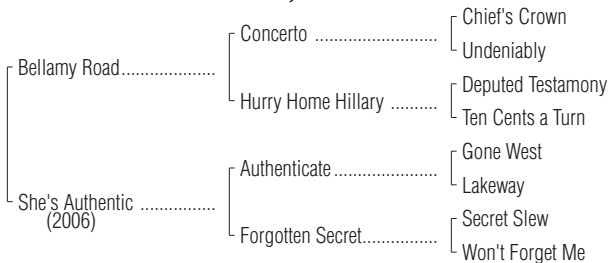 Chief's Crown
Concerto ........................
Undeniably
Bellamy Road...................
Deputed Testamony
Hurry Home Hillary ..........
Ten Cents a Turn
Gone West
Authenticate.....................
Lakeway
She's Authentic ...............
(2006)
Secret Slew
Forgotten Secret...............
Won't Forget Me